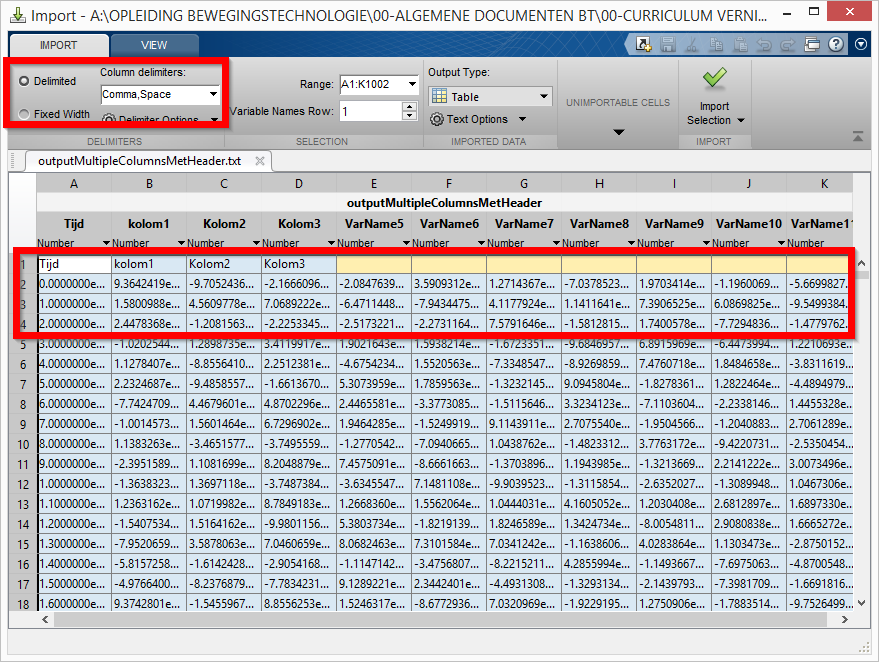 Import - A:\OPLEIDING BEWEGINGSTECHNOLOGIE\00-ALGEMENE DOCUMENTEN BT\00-CURRICULUM VERNI...
IMPORT VIEW
Delimited Column delimiters:
Comma,Space
Fixed Width Delimiter Options
DELIMITERS
Range: A1:K1002
Variable Names Row: 1
SELECTION
Output Type:
Table
Text Options
IMPORTED DATA
UNIMPORTABLE CELLS
Import
Selection
IMPORT
outputMultipleColumnsMetHeader.txt
A B C D E F G H I J K
outputMultipleColumnsMetHeader
Tijd kolom1 Kolom2 Kolom3 VarName5 VarName6 VarName7 VarName8 VarName9 VarName10 VarName11
Number Number Number Number Number Number Number Number Number Number Number
1 Tijd kolom1 Kolom2 Kolom3
2 0.0000000e... 9.3642419e... -9.7052436... -2.1666096... -2.0847639... 3.5909312e... 1.2714367e... -7.0378523... 1.9703414e... -1.1960069... -5.6699827...
3 1.0000000e... 1.5800988e... 4.5609778e... 7.0689222e... -6.4711448... -7.9434475... 4.1177924e... 1.1411641e... 7.3906525e... 6.0869825e... -9.5499384...
4 2.0000000e... 2.4478368e... -1.2081563... -2.2253345... -2.5173221... -2.2731164... 7.5791646e... -1.5812815... 1.7400578e... -7.7294836... -1.4779762...
5 3.0000000e... -1.0202544... 1.2898735e... 3.4119917e... 1.9021643e... 1.5938214e... -1.6723351... -9.6846957... 6.8915969e... -6.4473994... 1.2210693e...
6 4.0000000e... 1.1278407e... -8.8556410... 2.2512381e... -4.6754234... 1.5520563e... -7.3348547... -8.9269859... 7.4760718e... 1.8484658e... -3.8311619...
7 5.0000000e... 2.2324687e... -9.4858557... -1.6613670... 5.3073959e... 1.7859563e... -1.3232145... 9.0945804e... -1.8278361... 1.2822464e... -4.4894979...
8 6.0000000e... -7.7424709... 4.4679601e... 4.8702296e... 2.4465581e... -3.3773085... -1.5115646... 3.3234123e... -7.1103604... -2.2338146... 1.4455328e...
9 7.0000000e... -1.0014573... 1.5601464e... 6.7296902e... 1.9464285e... -1.5249919... 9.1143911e... 2.7075540e... -1.9504566... -1.2040883... 2.7061289e...
10 8.0000000e... 1.1383263e... -3.4651577... -3.7495559... -1.2770542... -7.0940665... 1.0438762e... -1.4823312... 3.7763172e... -9.4220731... -2.5350454...
11 9.0000000e... -2.3951589... 1.1081699e... 8.2048879e... 7.4575091e... -8.6661663... -1.3703896... 1.1943985e... -1.3213669... 2.2141222e... 3.0073496e...
12 1.0000000e... -1.3638323... 1.3697118e... -3.7487384... -3.6345547... 7.1481108e... -9.9039523... -1.3115854... -2.6352027... -1.3089948... 1.0467306e...
13 1.1000000e... 1.2363162e... 1.0719982e... 8.7849183e... 1.2668360e... 1.5562064e... 1.0444031e... 4.1605052e... 1.2030408e... 2.6812897e... 1.6897330e...
14 1.2000000e... -1.5407534... 1.5164162e... -9.9801156... 5.3803734e... -1.8219139... 1.8246589e... 1.3424734e... -8.0054811... 2.9080838e... 1.6665272e...
15 1.3000000e... -7.9520659... 3.5878063e... 7.0460659e... 8.0682463e... 7.3101584e... 7.0341242e... -1.1638606... 4.0283864e... 1.1303473e... -2.8750152...
16 1.4000000e... -5.8157258... -1.6142428... -2.9054168... -1.1147142... -3.4756807... -8.2215211... 4.2855994e... -1.1493667... -7.6975063... -4.8700548...
17 1.5000000e... -4.9766400... -8.2376879... -7.7834231... 9.1289221e... 2.3442401e... -4.4931308... -1.3293134... -2.1439793... -7.3981709... -1.6691816...
18 1.6000000e... 9.3742801e... -1.5455967... 8.8556253e... 1.5246317e... -8.6772936... 7.0320969e... -1.9229195... 1.2750906e... -1.7883514... -9.7526499...